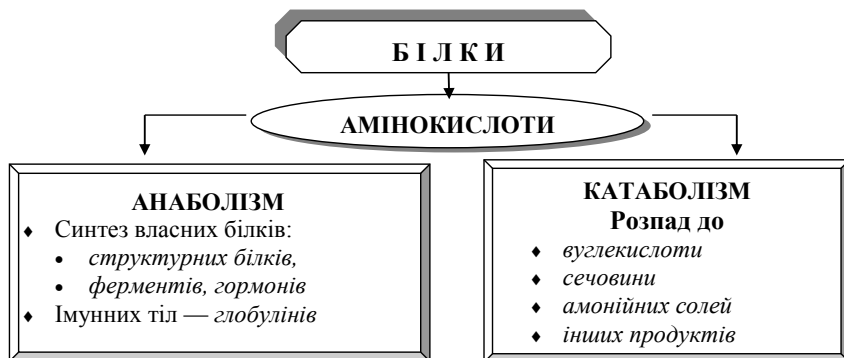 Б І Л К И
АМІНОКИСЛОТИ
АНАБОЛІЗМ
♦ Синтез власних білків:
• структурних білків,
• ферментів, гормонів
♦ Імунних тіл — глобулінів
КАТАБОЛІЗМ
Розпад до
♦ вуглекислоти
♦ сечовини
♦ амонійних солей
♦ інших продуктів